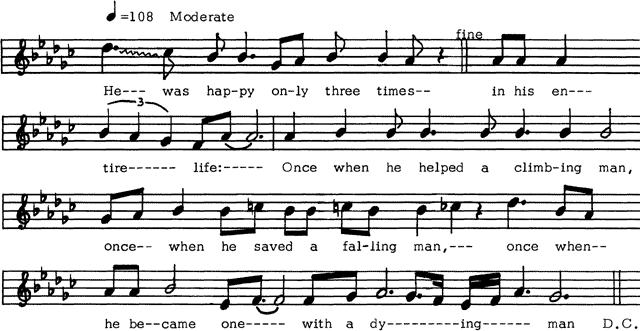 ♩=108 Moderate
fine
He--- was hap-py on-ly three times-- in his en---
3
tire------ life:----- Once when he helped a climb-ing man,
once-- when he saved a fal-ling man,--- once when--
he be--came one----- with a dy----------ing------ man D.C.